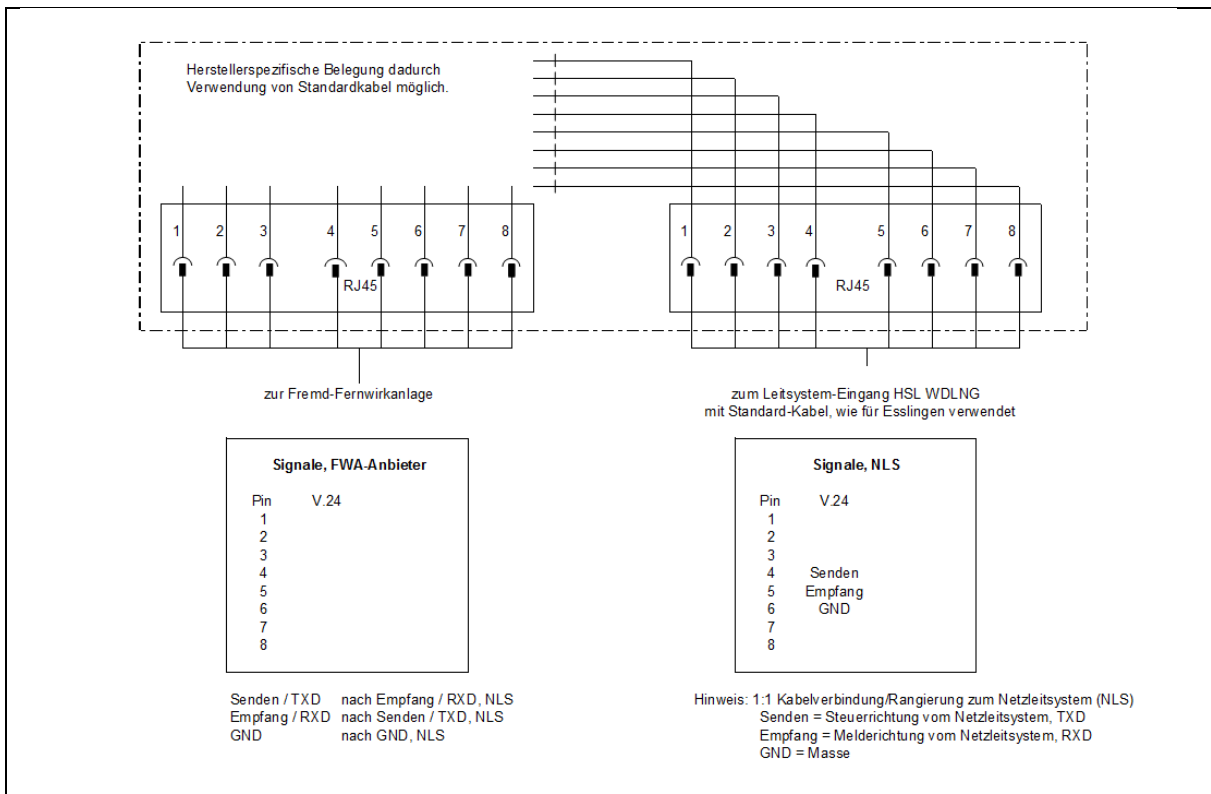 Herstellerspezifische Belegung dadurch
Verwendung von Standardkabel möglich.
1 2 3 4 5 6 7 8
RJ45
1 2 3 4 5 6 7 8
RJ45
zur Fremd-Fernwirkanlage
zum Leitsystem-Eingang HSL WDLNG
mit Standard-Kabel, wie für Esslingen verwendet
Signale, FWA-Anbieter
Pin V.24
1
2
3
4
5
6
7
8
Senden / TXD nach Empfang / RXD, NLS
Empfang / RXD nach Senden / TXD, NLS
GND nach GND, NLS
Signale, NLS
Pin V.24
1
2
3
4 Senden
5 Empfang
6 GND
7
8
Hinweis: 1:1 Kabelverbindung/Rangierung zum Netzleitsystem (NLS)
Senden = Steuerrichtung vom Netzleitsystem, TXD
Empfang = Melderichtung vom Netzleitsystem, RXD
GND = Masse